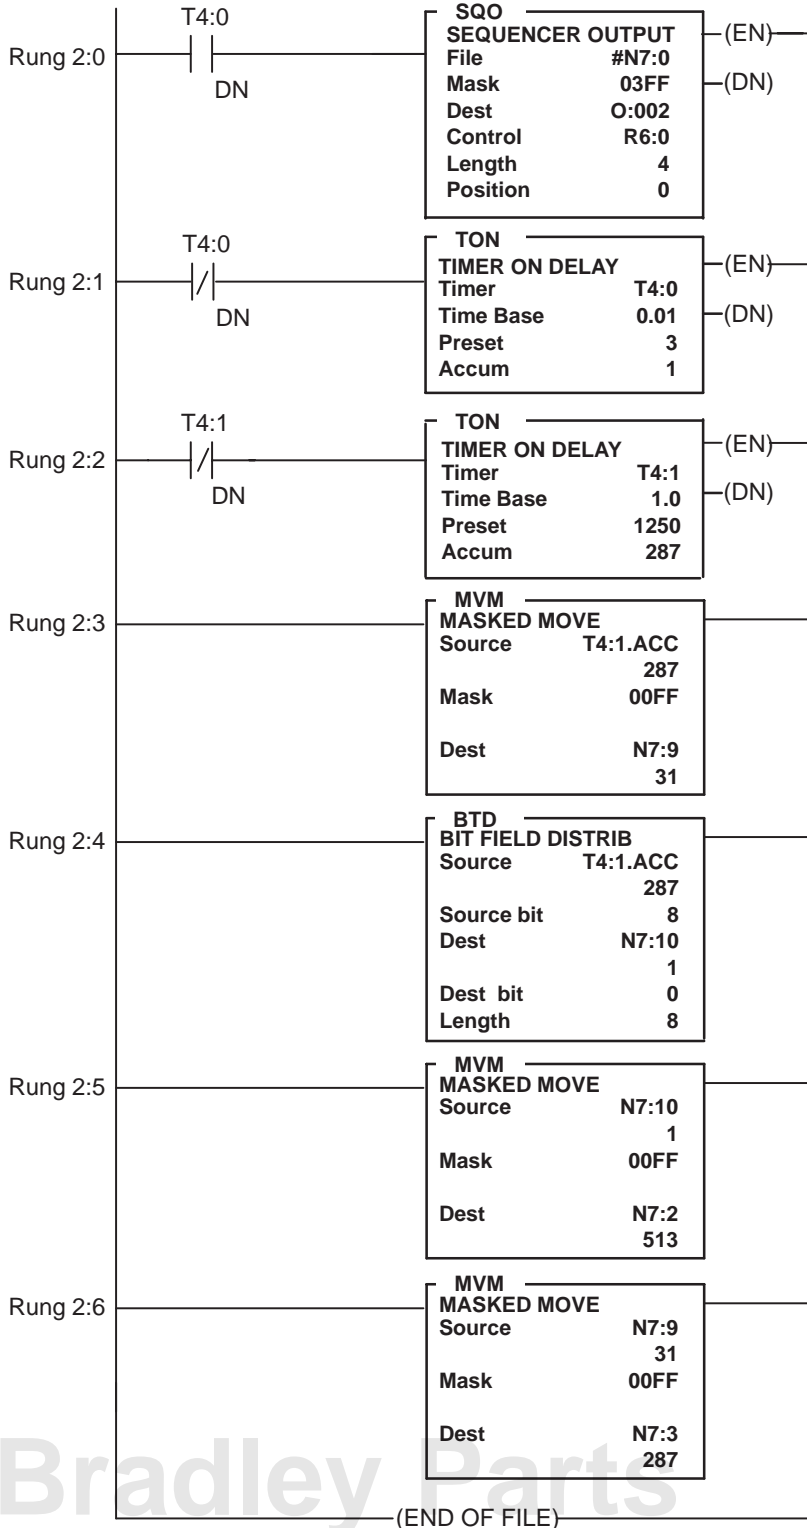 T4:0
SQO
Rung 2:0
SEQUENCER OUTPUT
(EN)
File #N7:0
DN
Mask 03FF
(DN)
Dest O:002
Control R6:0
Length 4
Position 0
T4:0
TON
Rung 2:1
TIMER ON DELAY
(EN)
Timer T4:0
DN
Time Base 0.01
(DN)
Preset 3
Accum 1
T4:1
TON
Rung 2:2
TIMER ON DELAY
(EN)
Timer T4:1
DN
Time Base 1.0
(DN)
Preset 1250
Accum 287
MVM
Rung 2:3
MASKED MOVE
Source T4:1.ACC
287
Mask 00FF
Dest N7:9
31
BTD
Rung 2:4
BIT FIELD DISTRIB
Source T4:1.ACC
287
Source bit 8
Dest N7:10
1
Dest bit 0
Length 8
MVM
Rung 2:5
MASKED MOVE
Source N7:10
1
Mask 00FF
Dest N7:2
513
MVM
Rung 2:6
MASKED MOVE
Source N7:9
31
Mask 00FF
Dest N7:3
287
Bradley Parts
(END OF FILE)